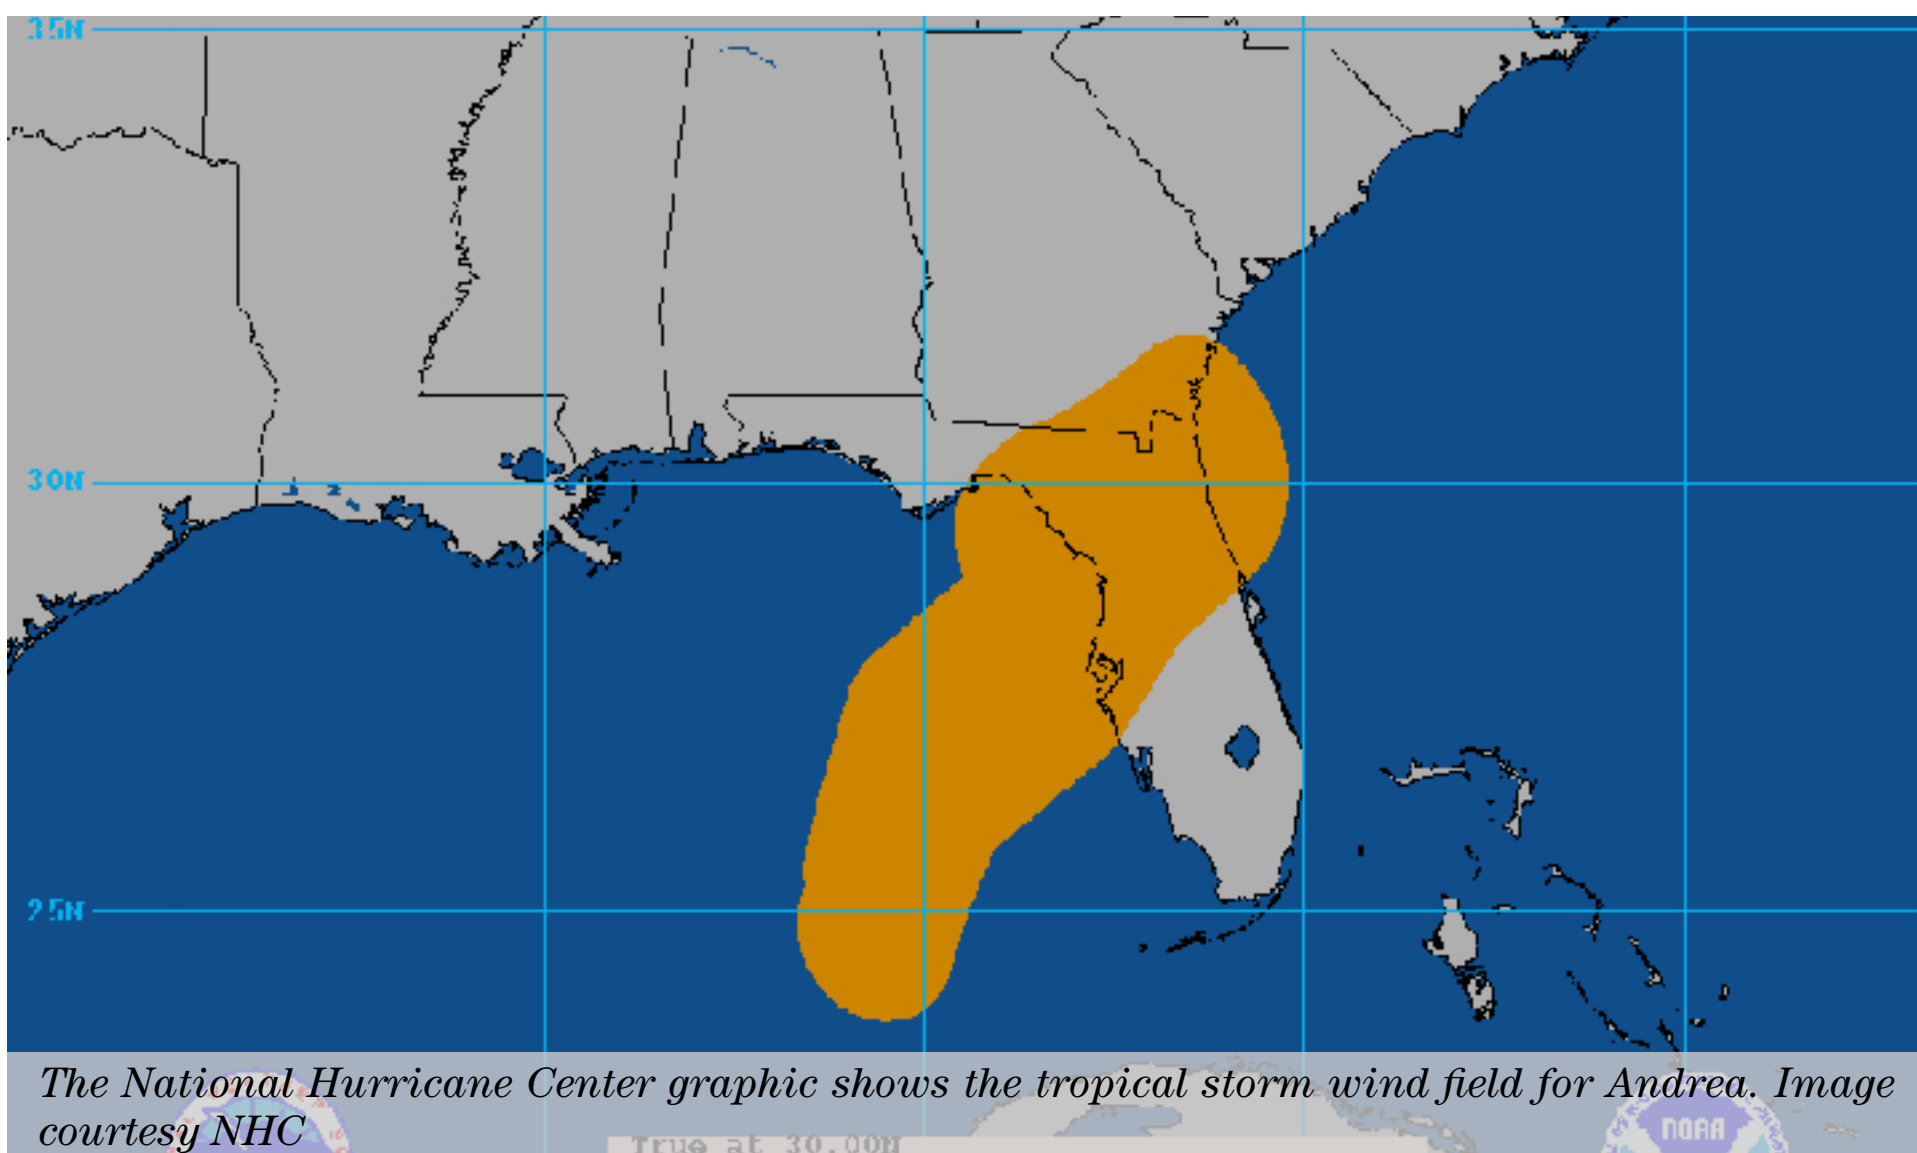 35N
30N
25N
The National Hurricane Center graphic shows the tropical storm wind field for Andrea. Image
courtesy NHC
True at 30.00N
NOAA